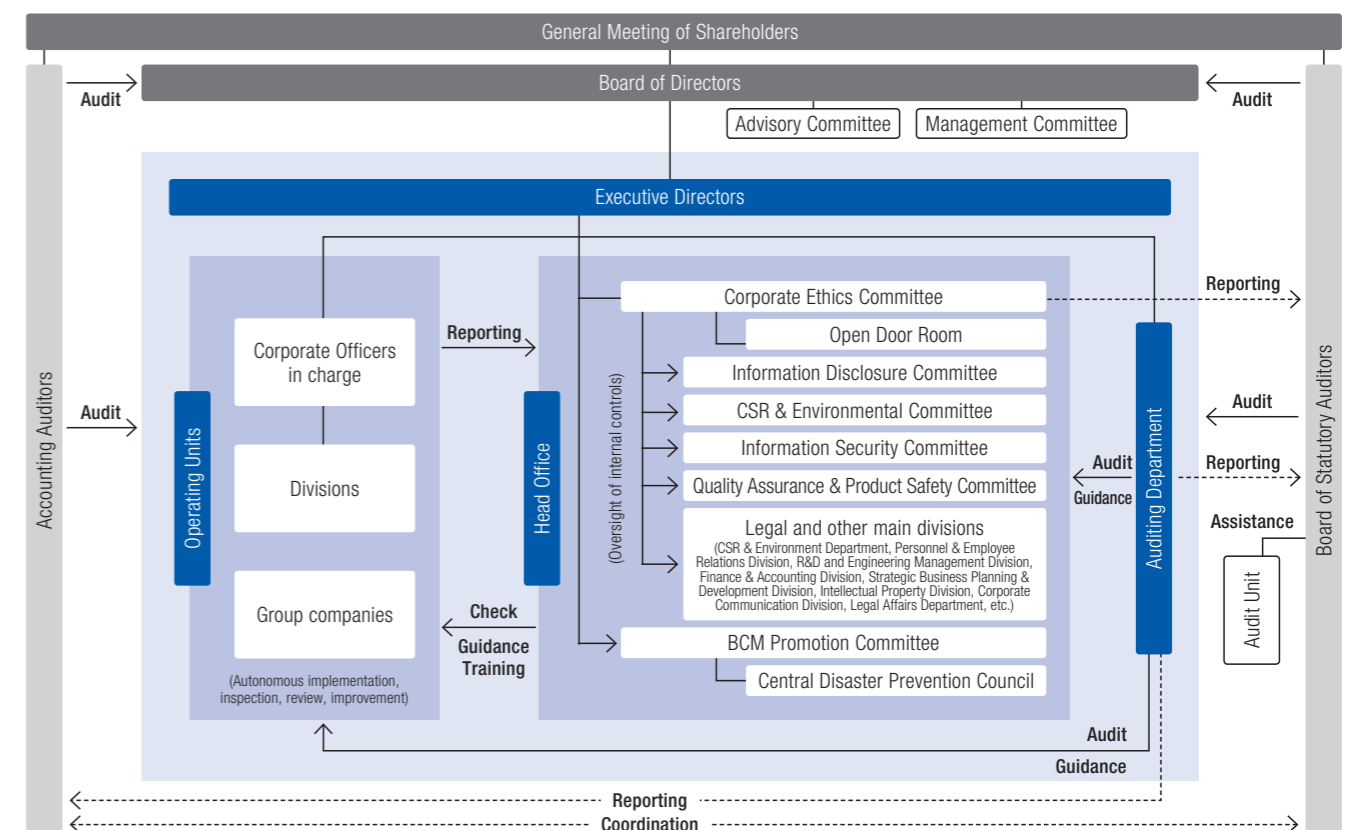 General Meeting of Shareholders
Board of Directors
Audit
Audit
Advisory Committee
Management Committee
Executive Directors
Accounting Auditors
Board of Statutory Auditors
Audit
Operating Units
Corporate Officers
in charge
Divisions
Group companies
(Autonomous implementation,
inspection, review, improvement)
Reporting
Check
Guidance
Training
Head Office
(Oversight of internal controls)
Corporate Ethics Committee
Open Door Room
Information Disclosure Committee
CSR & Environmental Committee
Information Security Committee
Quality Assurance & Product Safety Committee
Legal and other main divisions
(CSR & Environment Department, Personnel & Employee
Relations Division, R&D and Engineering Management Division,
Finance & Accounting Division, Strategic Business Planning &
Development Division, Intellectual Property Division, Corporate
Communication Division, Legal Affairs Department, etc.)
BCM Promotion Committee
Central Disaster Prevention Council
Audit
Guidance
Auditing Department
Reporting
Audit
Reporting
Assistance
Audit Unit
Audit
Guidance
Reporting
Coordination